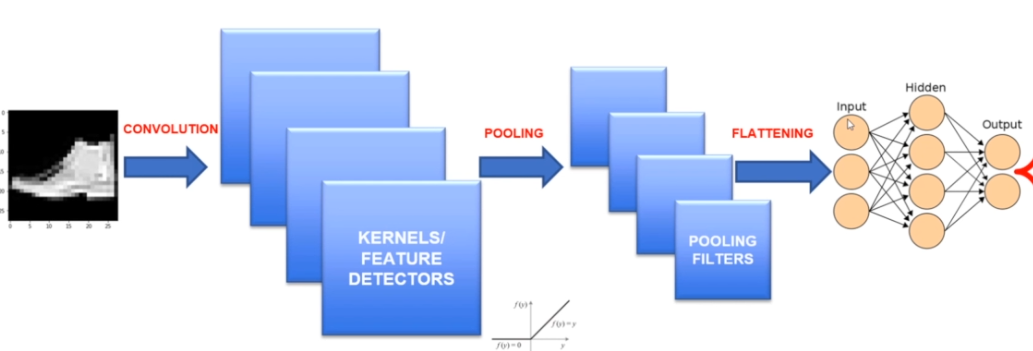 CONVOLUTION
KERNELS/
FEATURE
DETECTORS
POOLING
POOLING
FILTERS
FLATTENING
Input
Hidden
Output
f(y)
f(y)=y
f(y)=0
y
0
5
10
15
20
25
0 5 10 15 20 25